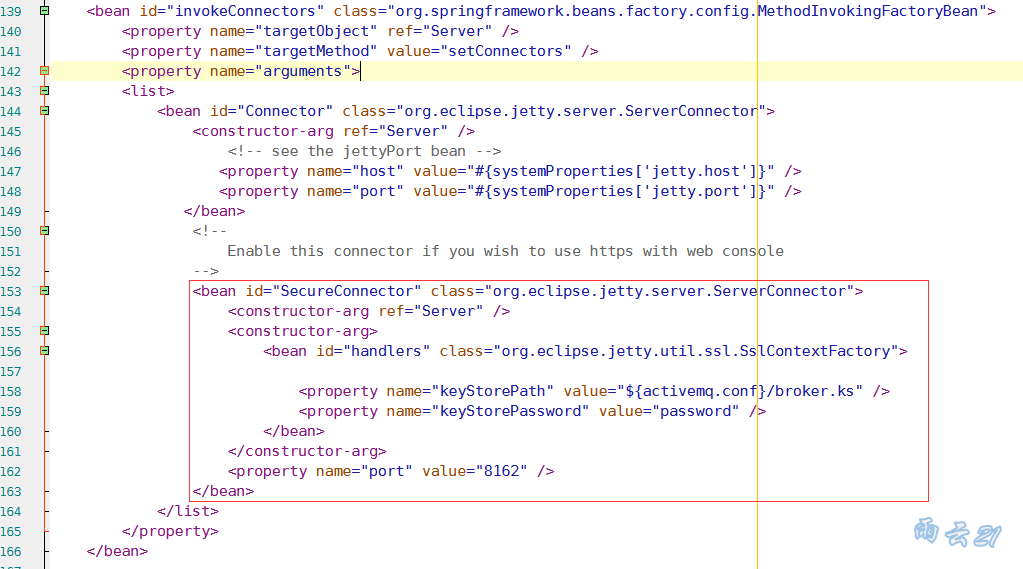 139 <bean id="invokeConnectors" class="org.springframework.beans.factory.config.MethodInvokingFactoryBean">
140 <property name="targetObject" ref="Server" />
141 <property name="targetMethod" value="setConnectors" />
142 <property name="arguments">
143 <list>
144 <bean id="Connector" class="org.eclipse.jetty.server.ServerConnector">
145 <constructor-arg ref="Server" />
146 <!-- see the jettyPort bean -->
147 <property name="host" value="#{systemProperties['jetty.host']}" />
148 <property name="port" value="#{systemProperties['jetty.port']}" />
149 </bean>
150 <!--
151 Enable this connector if you wish to use https with web console
152 -->
153 <bean id="SecureConnector" class="org.eclipse.jetty.server.ServerConnector">
154 <constructor-arg ref="Server" />
155 <constructor-arg>
156 <bean id="handlers" class="org.eclipse.jetty.util.ssl.SslContextFactory">
157
158 <property name="keyStorePath" value="${activemq.conf}/broker.ks" />
159 <property name="keyStorePassword" value="password" />
160 </bean>
161 </constructor-arg>
162 <property name="port" value="8162" />
163 </bean>
164 </list>
165 </property>
166 </bean>
雨云21